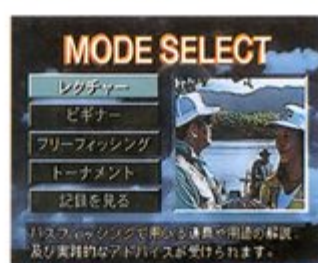 MODE SELECT
レクチャー
ビギナー
フリーフィッシング
トーナメント
記録を見る
バスフィッシングで用いる道具や用語の解説、
及び実践的なアドバイスが受けられます。